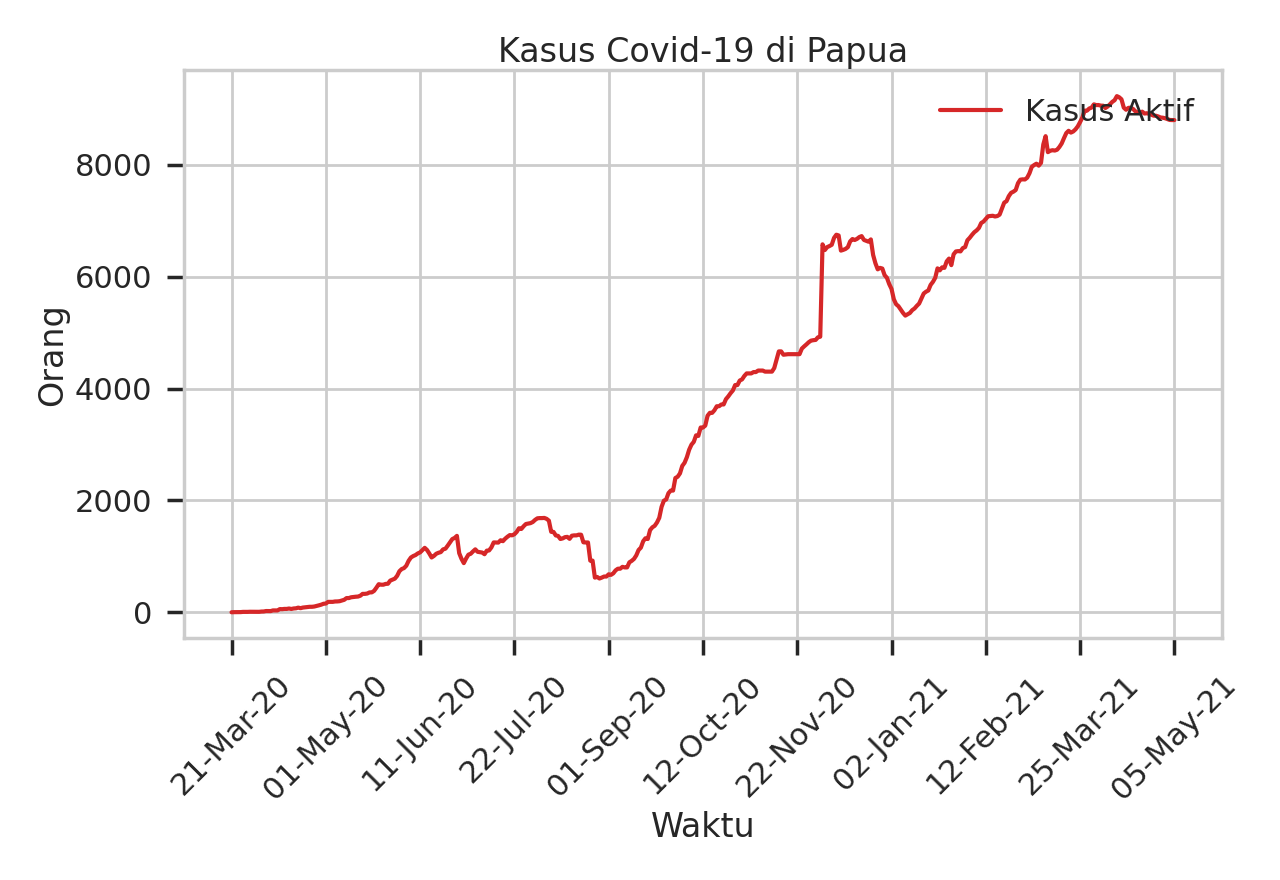 Kasus Covid-19 di Papua
Kasus Aktif
Orang
8000
6000
4000
2000
0
21-Mar-20
01-May-20
11-Jun-20
22-Jul-20
01-Sep-20
12-Oct-20
22-Nov-20
02-Jan-21
12-Feb-21
25-Mar-21
05-May-21
Waktu